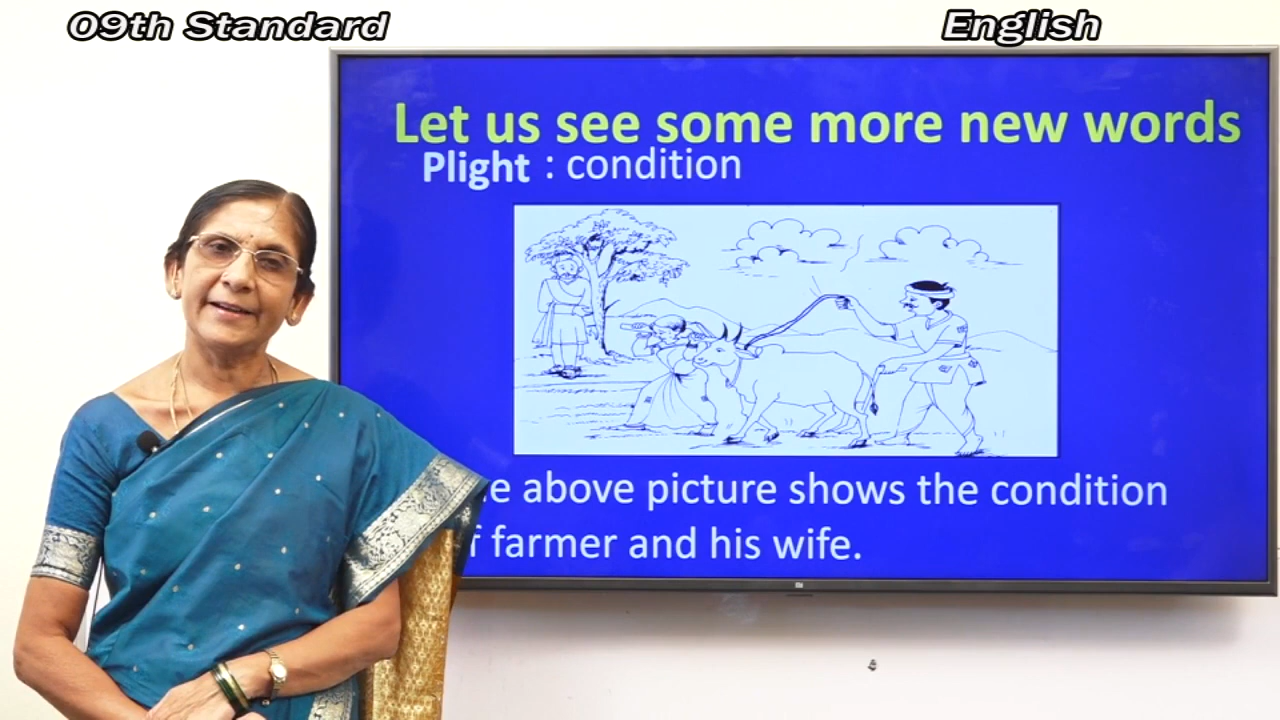 09th Standard
English
Let us see some more new words
Plight : condition
above picture shows the condition
farmer and his wife.
mi